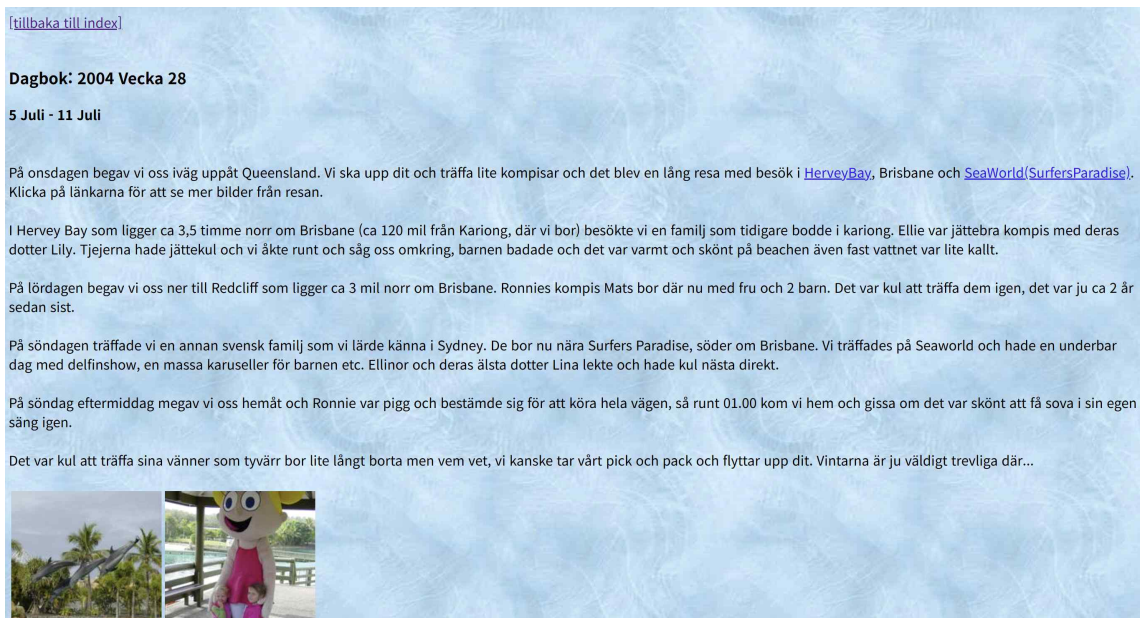 [tillbaka till index]
Dagbok: 2004 Vecka 28
5 Juli - 11 Juli
På onsdagen begav vi oss iväg uppåt Queensland. Vi ska upp dit och träffa lite kompisar och det blev en lång resa med besök i HerveyBay, Brisbane och SeaWorld(SurfersParadise).
Klicka på länkarna för att se mer bilder från resan.
I Hervey Bay som ligger ca 3,5 timme norr om Brisbane (ca 120 mil från Kariong, där vi bor) besökte vi en familj som tidigare bodde i kariong. Ellie var jättebra kompis med deras
dotter Lily. Tjejerna hade jättekul och vi åkte runt och såg oss omkring, barnen badade och det var varmt och skönt på beachen även fast vattnet var lite kallt.
På lördagen begav vi oss ner till Redcliff som ligger ca 3 mil norr om Brisbane. Ronnies kompis Mats bor där nu med fru och 2 barn. Det var kul att träffa dem igen, det var ju ca 2 år
sedan sist.
På söndagen träffade vi en annan svensk familj som vi lärde känna i Sydney. De bor nu nära Surfers Paradise, söder om Brisbane. Vi träffades på Seaworld och hade en underbar
dag med delfinshow, en massa karuseller för barnen etc. Ellinor och deras älsta dotter Lina lekte och hade kul nästa direkt.
På söndag eftermiddag megav vi oss hemåt och Ronnie var pigg och bestämde sig för att köra hela vägen, så runt 01.00 kom vi hem och gissa om det var skönt att få sova i sin egen
säng igen.
Det var kul att träffa sina vänner som tyvärr bor lite långt borta men vem vet, vi kanske tar vårt pick och pack och flyttar upp dit. Vintarna är ju väldigt trevliga där...